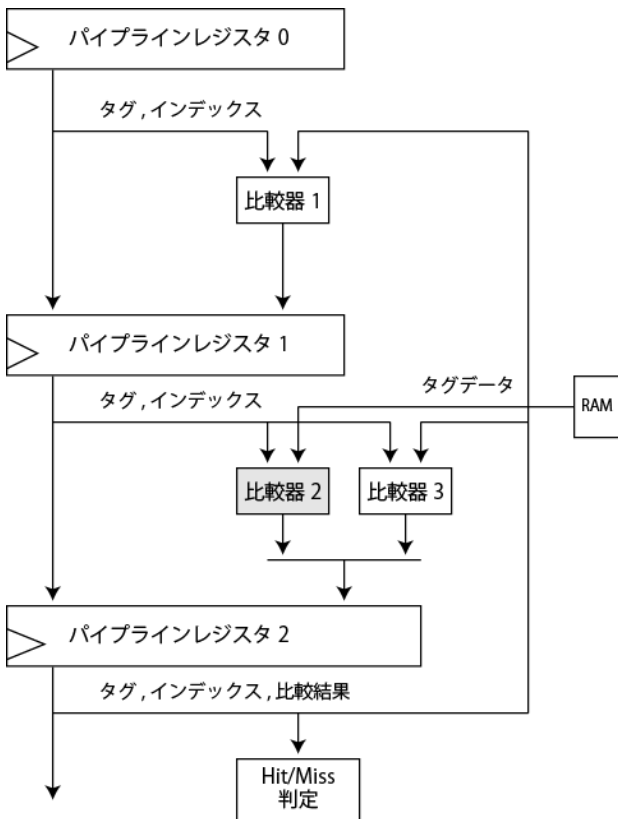 パイプラインレジスタ 0
タグ , インデックス
比較器 1
パイプラインレジスタ 1
タグデータ
タグ , インデックス
RAM
比較器 2
比較器 3
パイプラインレジスタ 2
タグ , インデックス , 比較結果
Hit/Miss
判定